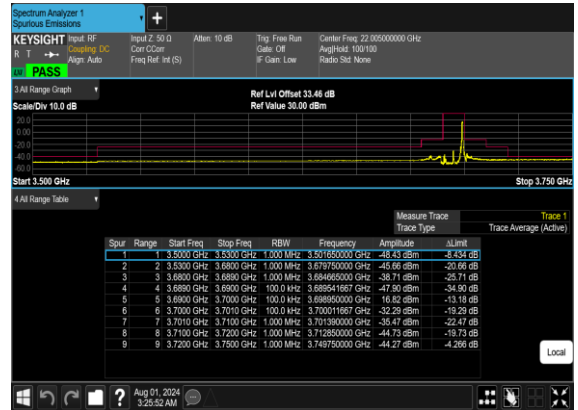 Spectrum Analyzer 1
Spurious Emissions
KEYSIGHT Input: RF Input Z: 50 Ω Atten: 10 dB Trig: Free Run Center Freq: 22.005000000 GHz
R T Coupling: DC Corr CCorr Gate: Off Avg|Hold: 100/100
Align: Auto Freq Ref: Int (S) IF Gain: Low Radio Std: None
LW PASS
3 All Range Graph Ref Lvl Offset 33.46 dB
Scale/Div 10.0 dB Ref Value 30.00 dBm
20.0
0.00
-20.0
-40.0
-60.0
Start 3.500 GHz Stop 3.750 GHz
4 All Range Table
Measure Trace Trace 1
Trace Type Trace Average (Active)
Spur Range Start Freq Stop Freq RBW Frequency Amplitude ΔLimit
1 1 3.5000 GHz 3.5300 GHz 1.000 MHz 3.501650000 GHz -48.43 dBm -8.434 dB
2 2 3.5300 GHz 3.6800 GHz 1.000 MHz 3.679750000 GHz -45.66 dBm -20.66 dB
3 3 3.6800 GHz 3.6890 GHz 1.000 MHz 3.684665000 GHz -38.71 dBm -25.71 dB
4 4 3.6890 GHz 3.6900 GHz 100.0 kHz 3.689541667 GHz -47.90 dBm -34.90 dB
5 5 3.6900 GHz 3.7000 GHz 100.0 kHz 3.698950000 GHz 16.82 dBm -13.18 dB
6 6 3.7000 GHz 3.7010 GHz 100.0 kHz 3.700011667 GHz -32.29 dBm -19.29 dB
7 7 3.7010 GHz 3.7100 GHz 1.000 MHz 3.701390000 GHz -35.47 dBm -22.47 dB
8 8 3.7100 GHz 3.7200 GHz 1.000 MHz 3.712850000 GHz -44.73 dBm -19.73 dB
9 9 3.7200 GHz 3.7500 GHz 1.000 MHz 3.749750000 GHz -44.27 dBm -4.266 dB
Local
? Aug 01, 2024
3:25:52 AM